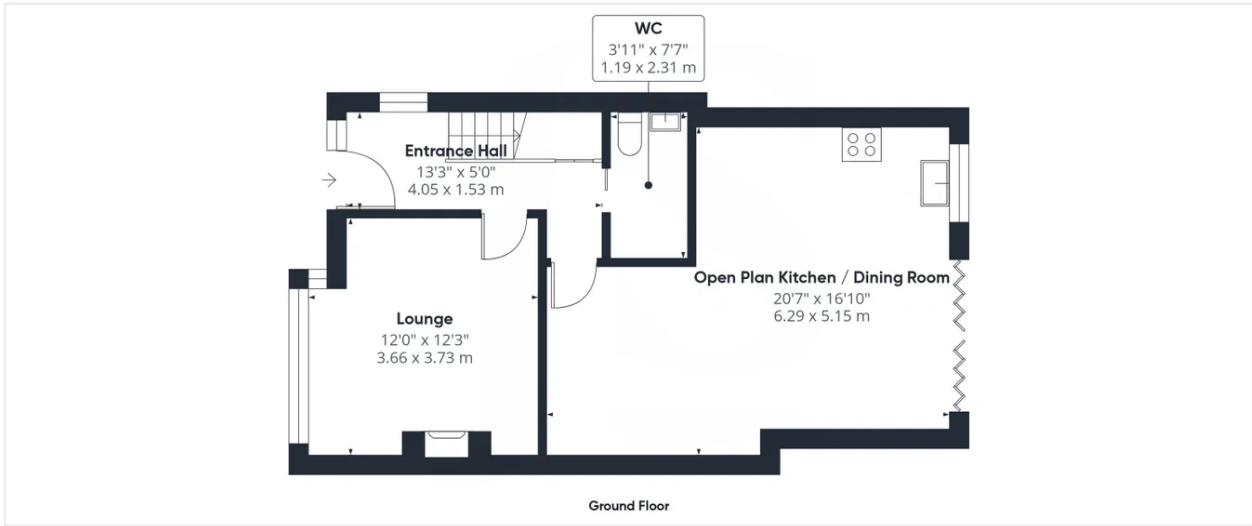 WC
3'11" x 7'7"
1.19 x 2.31 m
Entrance Hall
13'3" x 5'0"
4.05 x 1.53 m
Open Plan Kitchen / Dining Room
20'7" x 16'10"
6.29 x 5.15 m
Lounge
12'0" x 12'3"
3.66 x 3.73 m
Ground Floor